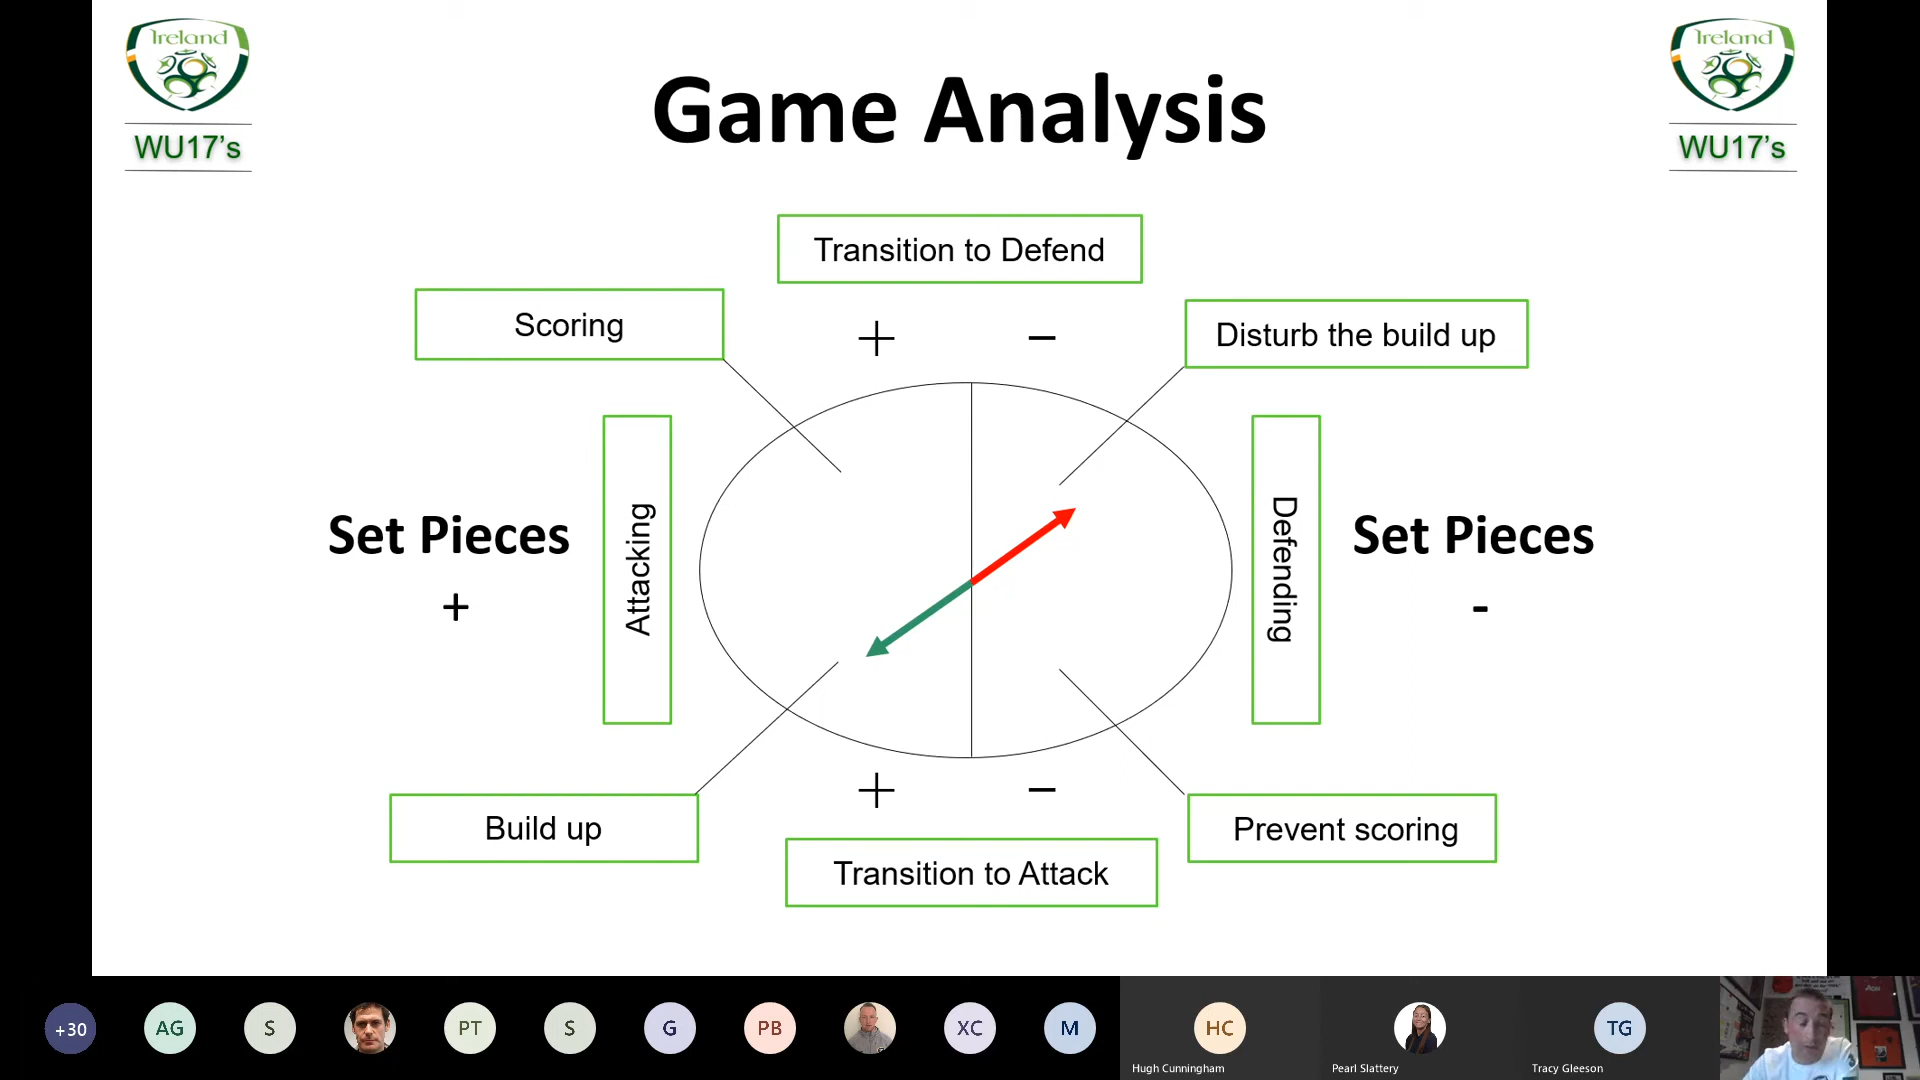 Ireland
Ireland
WU17's
WU17's
Game Analysis
Transition to Defend
Scoring
+
–
Disturb the build up
Set Pieces
+
Attacking
Defending
Set Pieces
-
+
–
Build up
Prevent scoring
Transition to Attack
+30
AG
S
PT
S
G
PB
XC
M
HC
TG
Hugh Cunningham
Pearl Slattery
Tracy Gleeson
AON